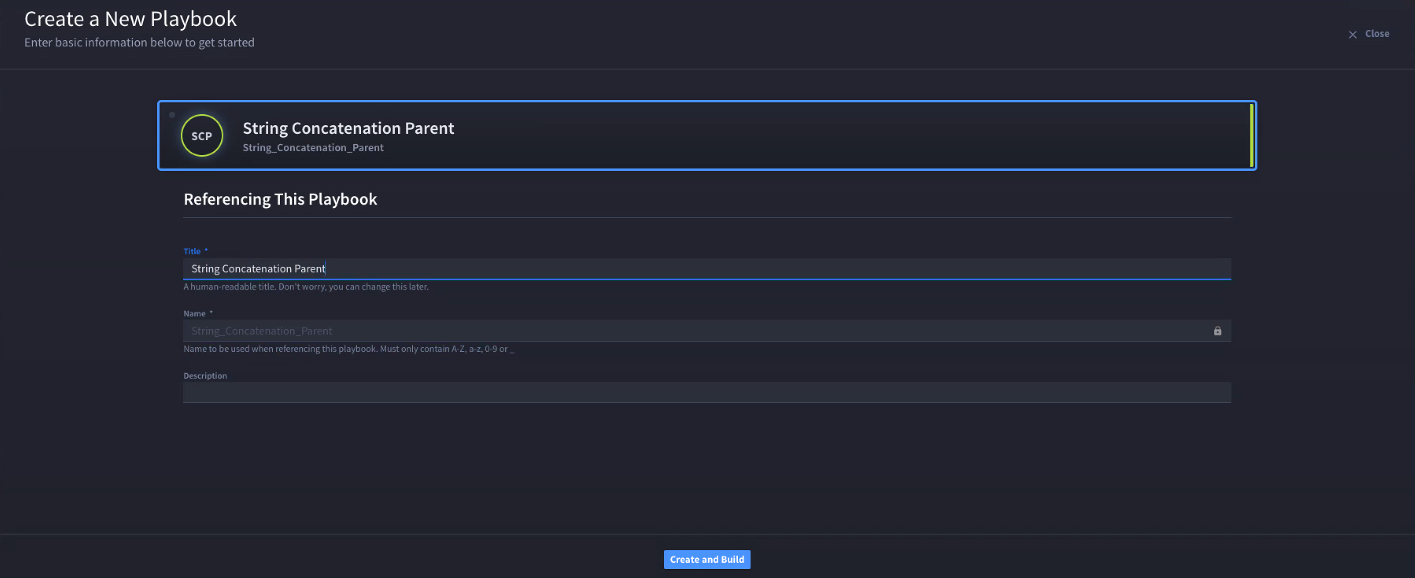 Create a New Playbook
Enter basic information below to get started
Close
SCP
String Concatenation Parent
String_Concatenation_Parent
Referencing This Playbook
Title *
String Concatenation Parent
A human-readable title. Don't worry, you can change this later.
Name *
String_Concatenation_Parent
Name to be used when referencing this playbook. Must only contain A-Z, a-z, 0-9 or _
Description
Create and Build